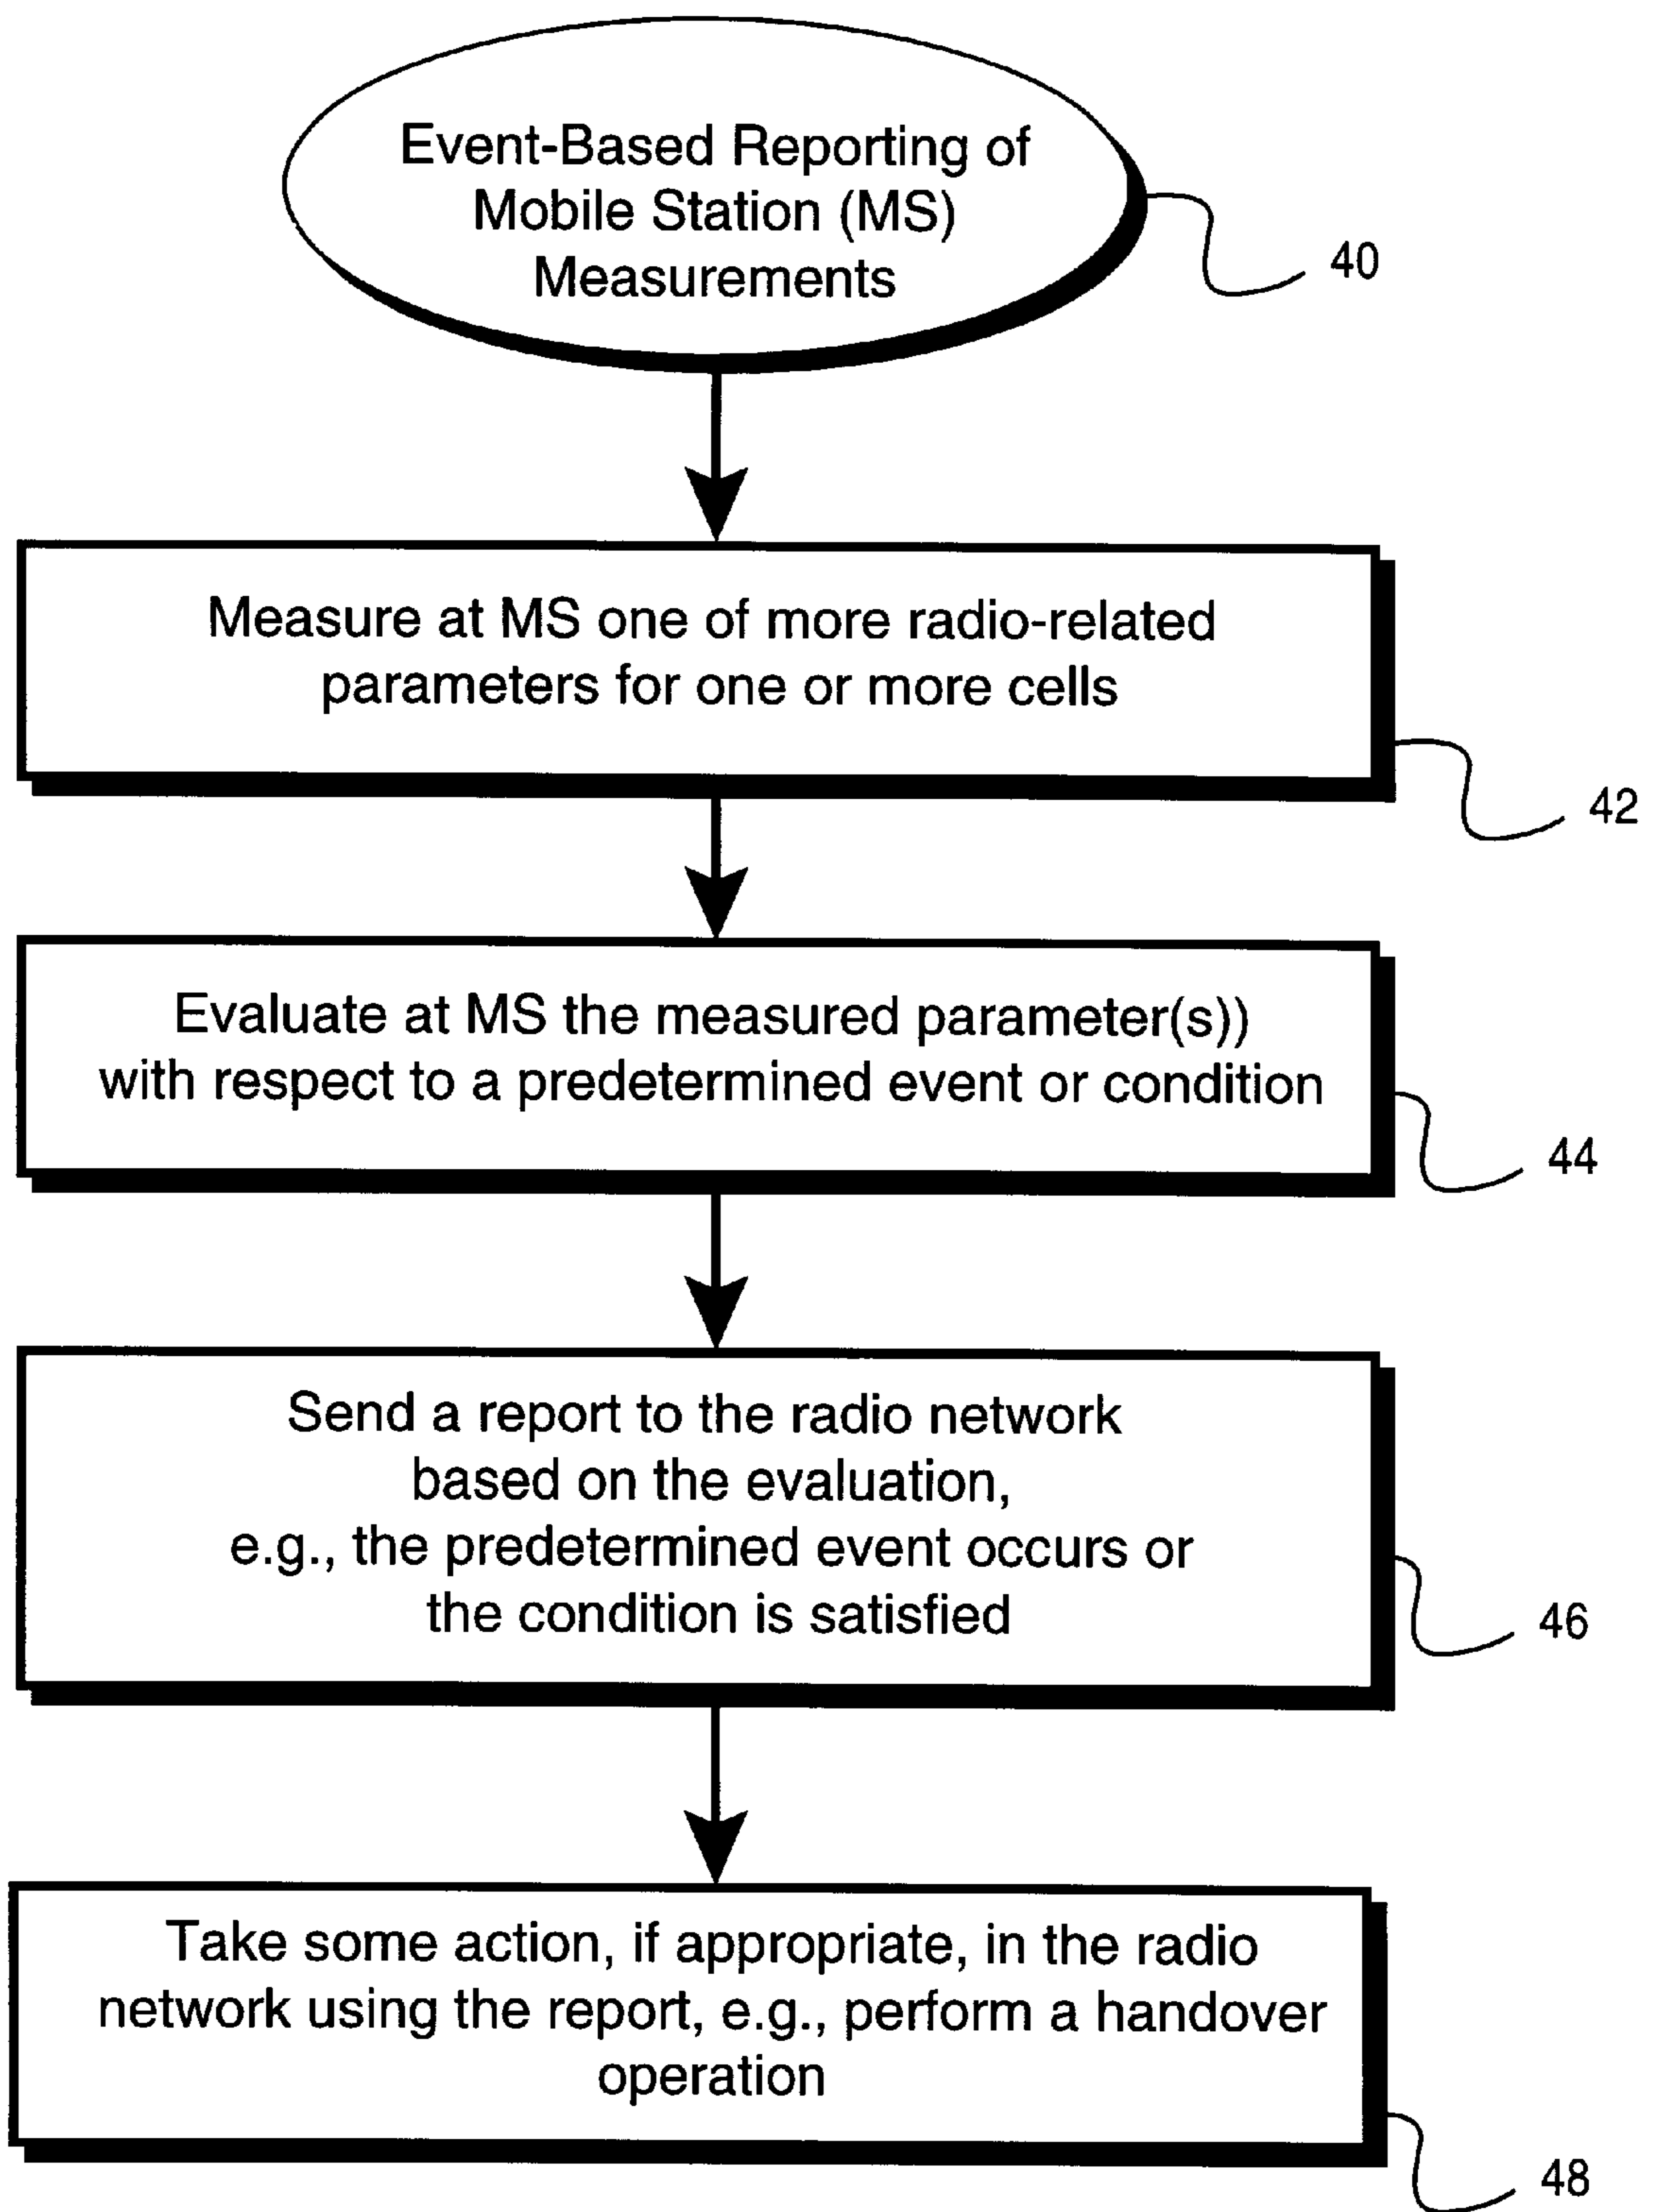 Event-Based Reporting of
Mobile Station (MS)
Measurements
40
Measure at MS one of more radio-related
parameters for one or more cells
42
Evaluate at MS the measured parameter(s))
with respect to a predetermined event or condition
44
Send a report to the radio network
based on the evaluation,
e.g., the predetermined event occurs or
the condition is satisfied
46
Take some action, if appropriate, in the radio
network using the report, e.g., perform a handover
operation
48